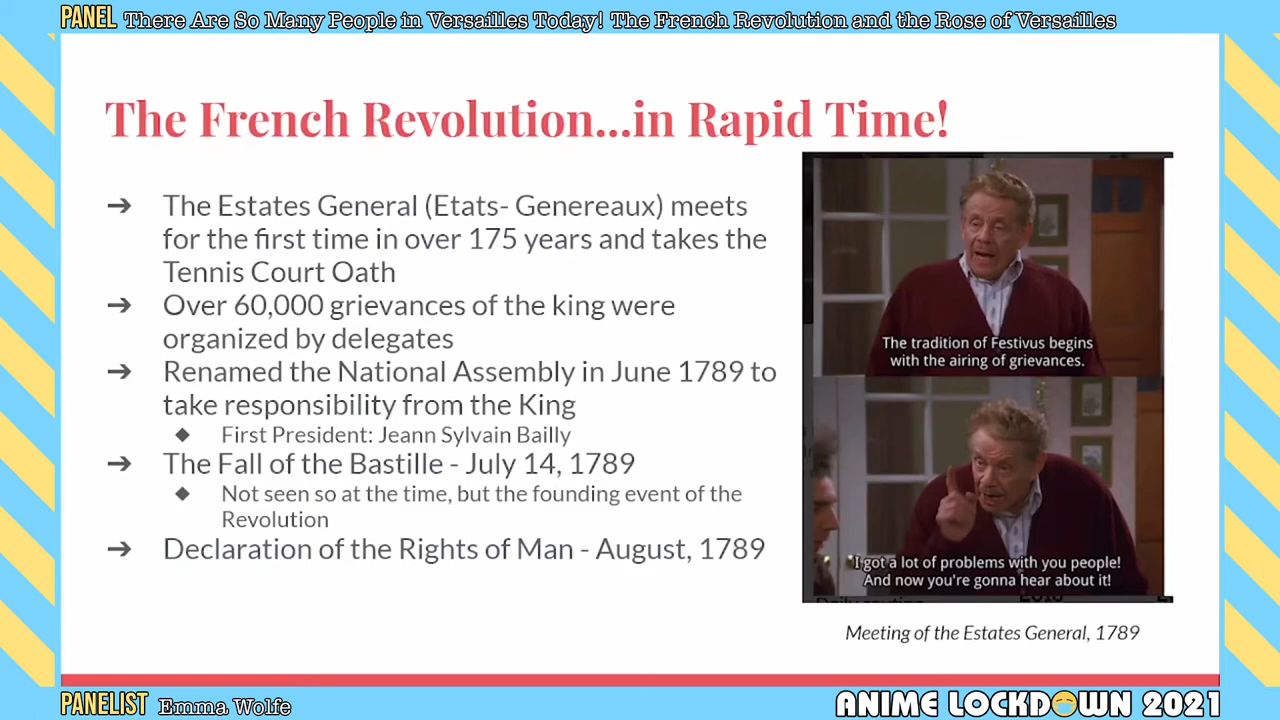 PANEL There Are So Many People in Versailles Today! The French Revolution and the Rose of Versailles
The French Revolution...in Rapid Time!
➔ The Estates General (Etats- Genereaux) meets
for the first time in over 175 years and takes the
Tennis Court Oath
➔ Over 60,000 grievances of the king were
organized by delegates
➔ Renamed the National Assembly in June 1789 to
take responsibility from the King
◆ First President: Jeann Sylvain Bailly
➔ The Fall of the Bastille - July 14, 1789
◆ Not seen so at the time, but the founding event of the
Revolution
➔ Declaration of the Rights of Man - August, 1789
The tradition of Festivus begins
with the airing of grievances.
I got a lot of problems with you people!
And now you're gonna hear about it!
Meeting of the Estates General, 1789
PANELIST Emma Wolfe
ANIME LOCKDOWN 2021